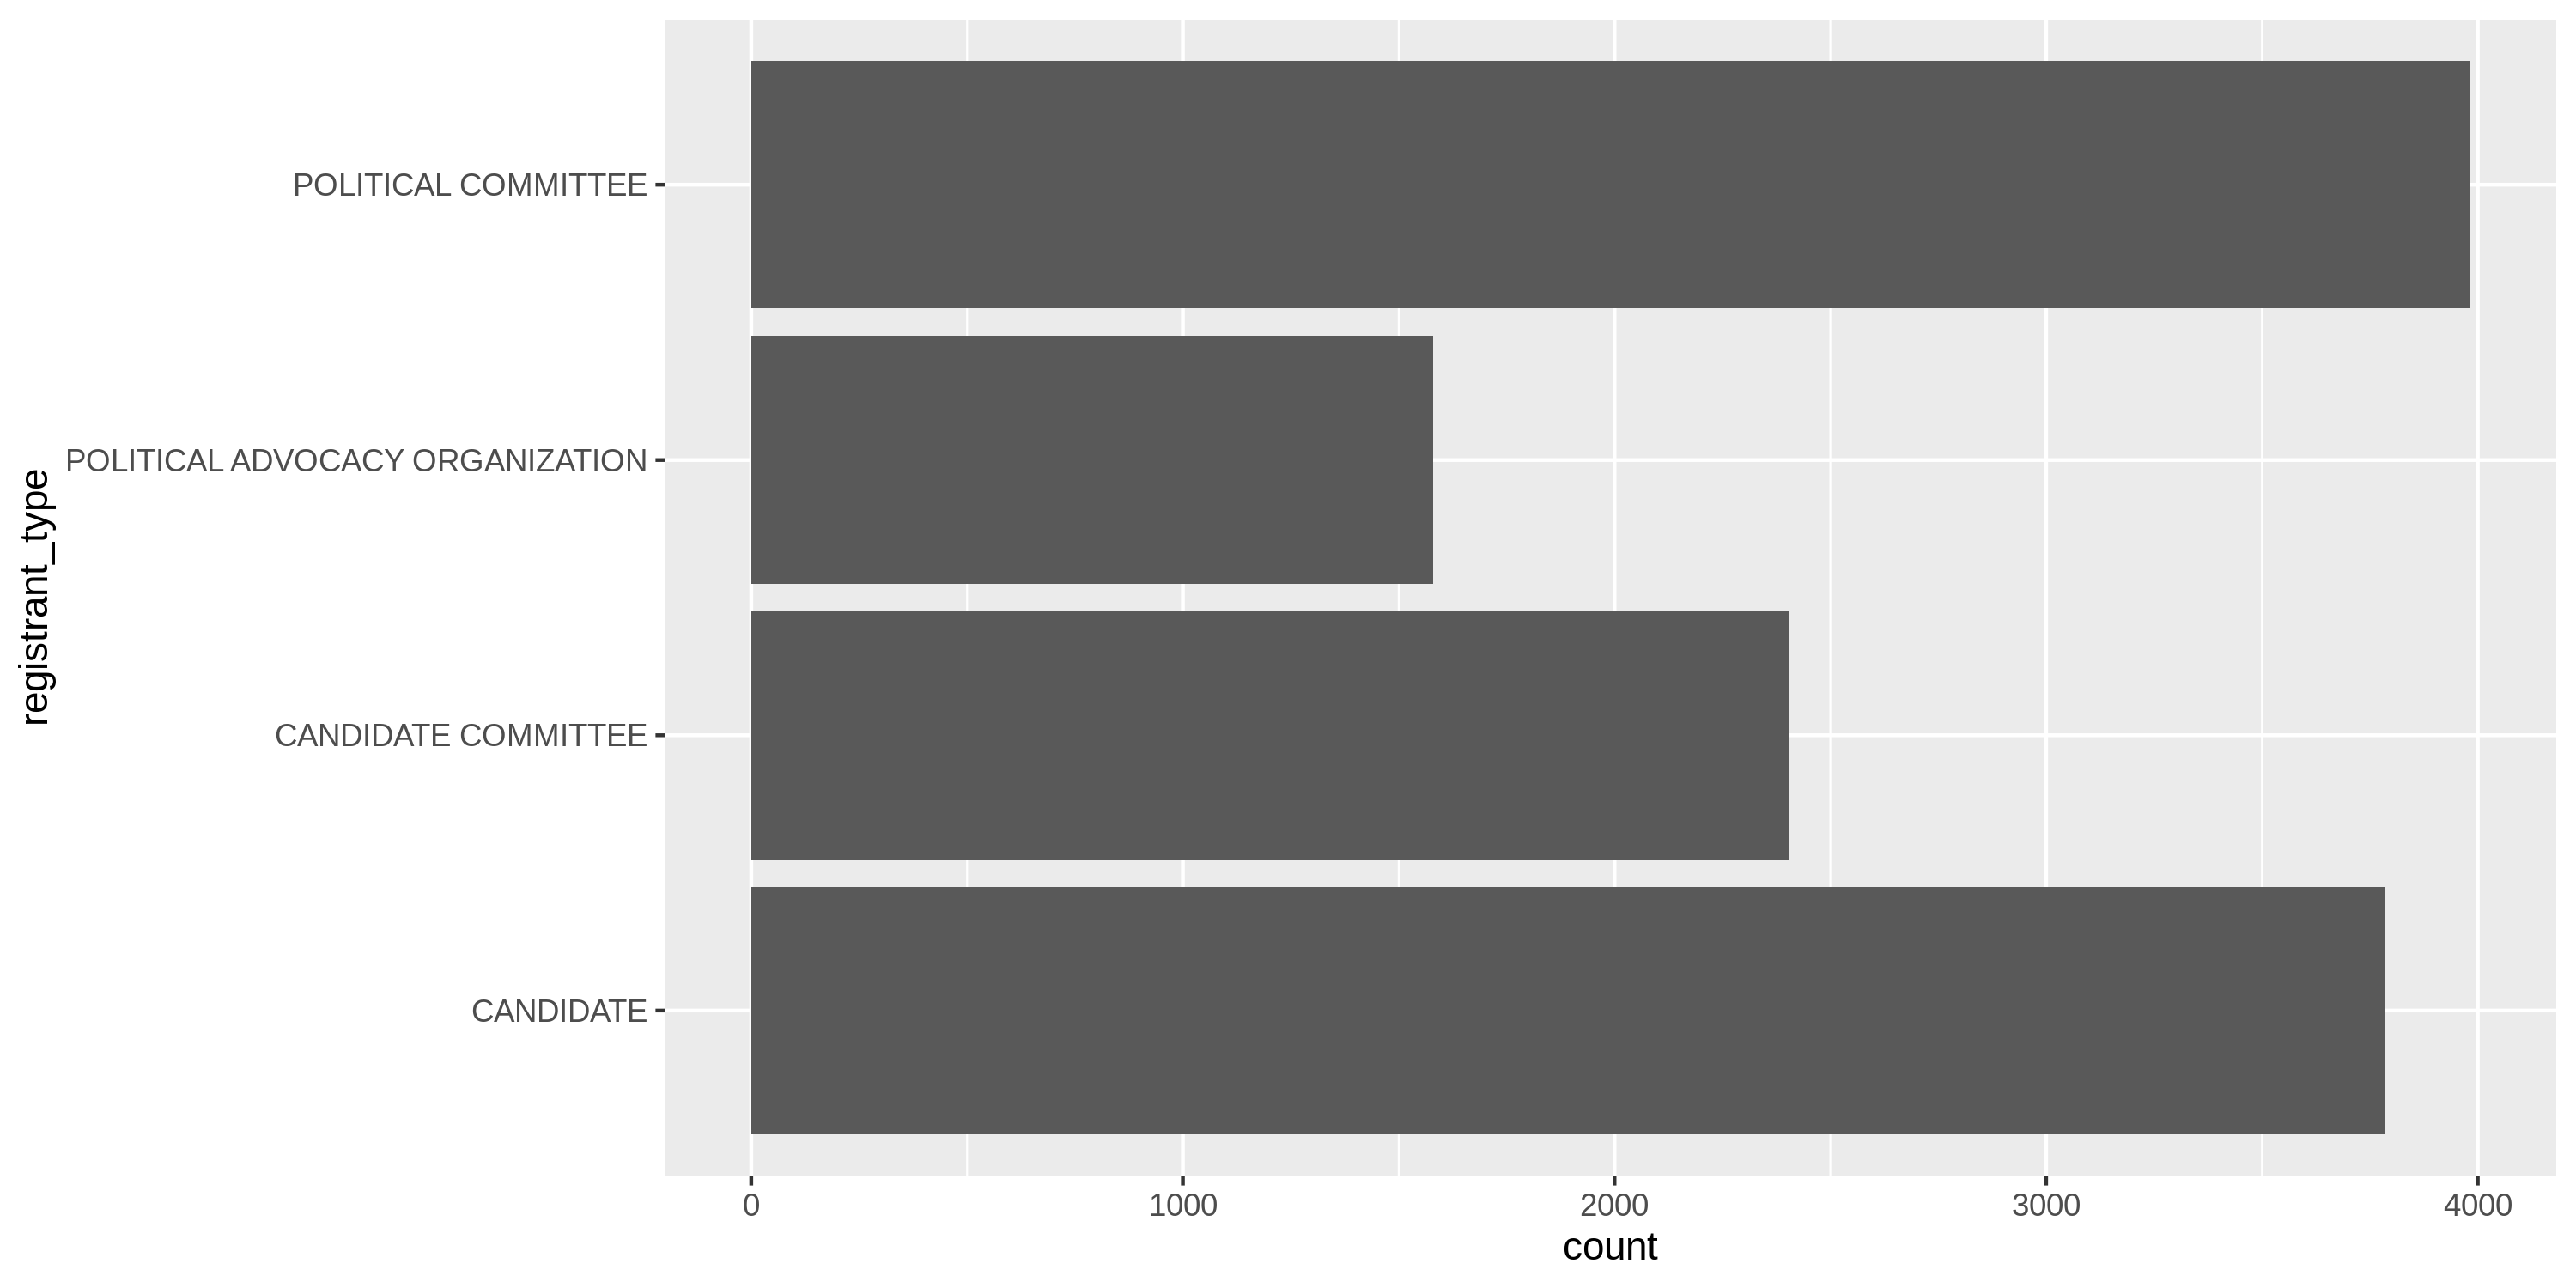 registrant_type
POLITICAL COMMITTEE
POLITICAL ADVOCACY ORGANIZATION
CANDIDATE COMMITTEE
CANDIDATE
0 1000 2000 3000 4000
count